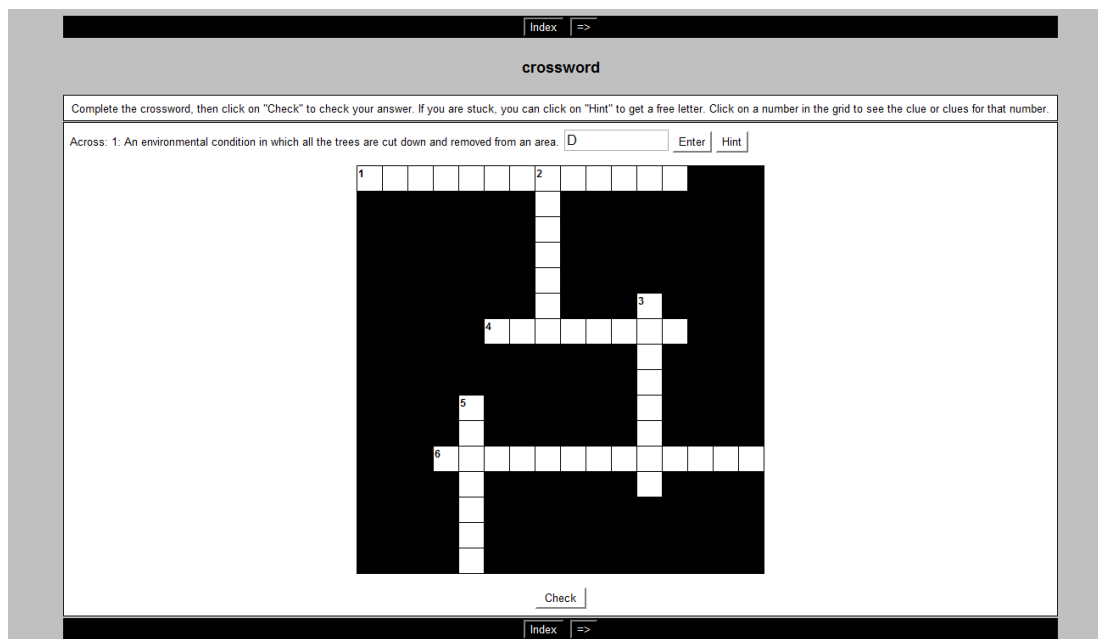 Index =>
crossword
Complete the crossword, then click on "Check" to check your answer. If you are stuck, you can click on "Hint" to get a free letter. Click on a number in the grid to see the clue or clues for that number.
Across: 1: An environmental condition in which all the trees are cut down and removed from an area. D Enter Hint
1 2
3
4
5
6
Check
Index =>